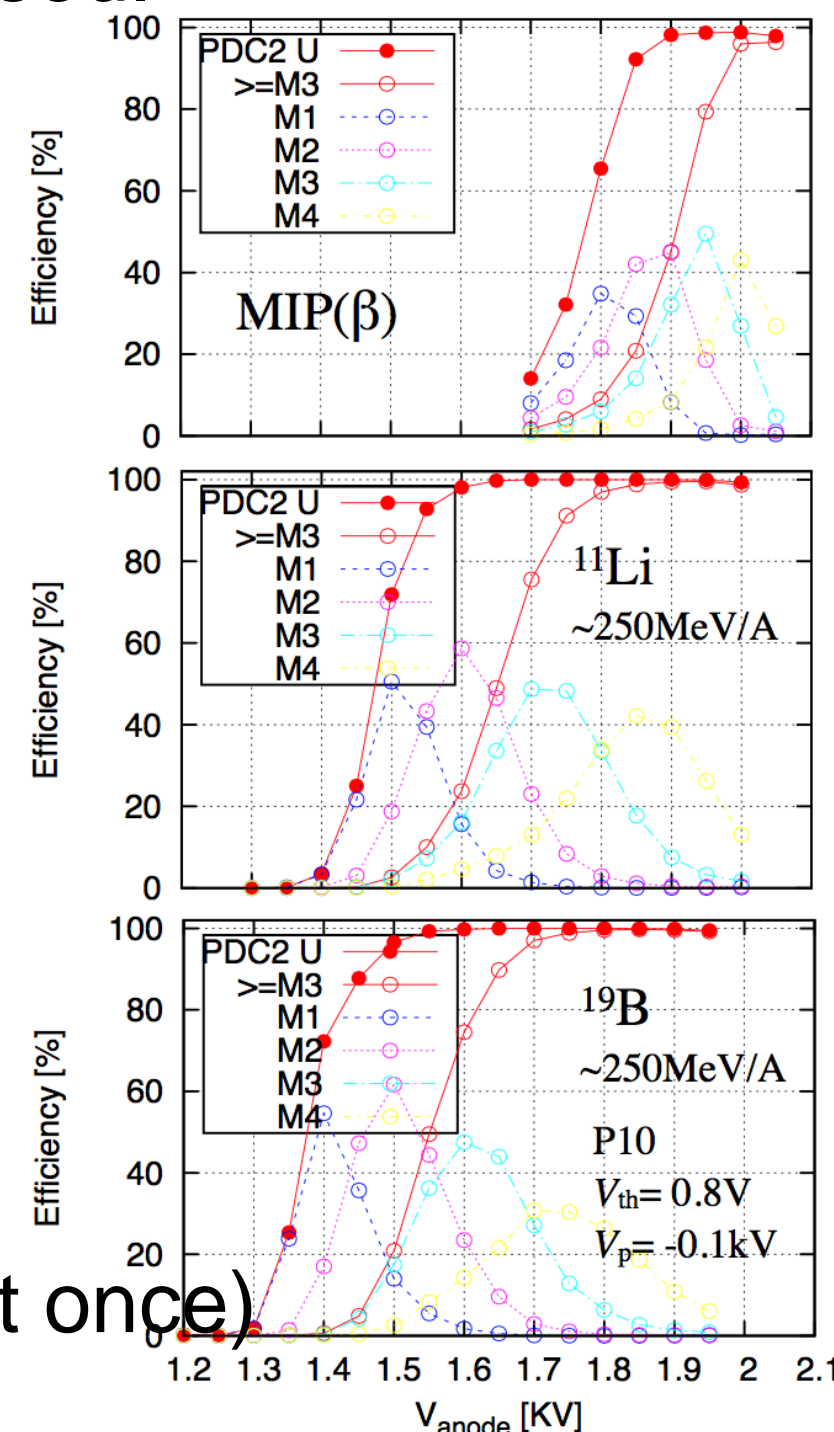 100
PDC2 U
>=M3
M1
M2
M3
M4
80
60
40
20
0
Efficiency [%]
MIP(β)
100
PDC2 U
>=M3
M1
M2
M3
M4
80
60
40
20
0
Efficiency [%]
¹¹Li
~250MeV/A
100
PDC2 U
>=M3
M1
M2
M3
M4
80
60
40
20
0
Efficiency [%]
¹⁹B
~250MeV/A
P10
Vth= 0.8V
Vp= -0.1kV
t once)
1.2 1.3 1.4 1.5 1.6 1.7 1.8 1.9 2 2.1
Vanode [KV]